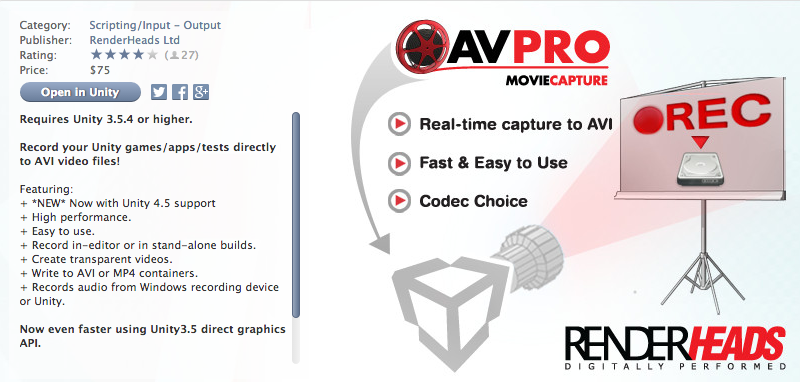 Category: Scripting/Input – Output
Publisher: RenderHeads Ltd
Rating: ★★★★★ (27)
Price: $75
Open in Unity
Requires Unity 3.5.4 or higher.
Record your Unity games/apps/tests directly
to AVI video files!
Featuring:
+ *NEW* Now with Unity 4.5 support
+ High performance.
+ Easy to use.
+ Record in-editor or in stand-alone builds.
+ Create transparent videos.
+ Write to AVI or MP4 containers.
+ Records audio from Windows recording device
or Unity.
Now even faster using Unity3.5 direct graphics
API.
AVPRO
MOVIECAPTURE
Real-time capture to AVI
Fast & Easy to Use
Codec Choice
REC
RENDERHEADS
DIGITALLY PERFORMED